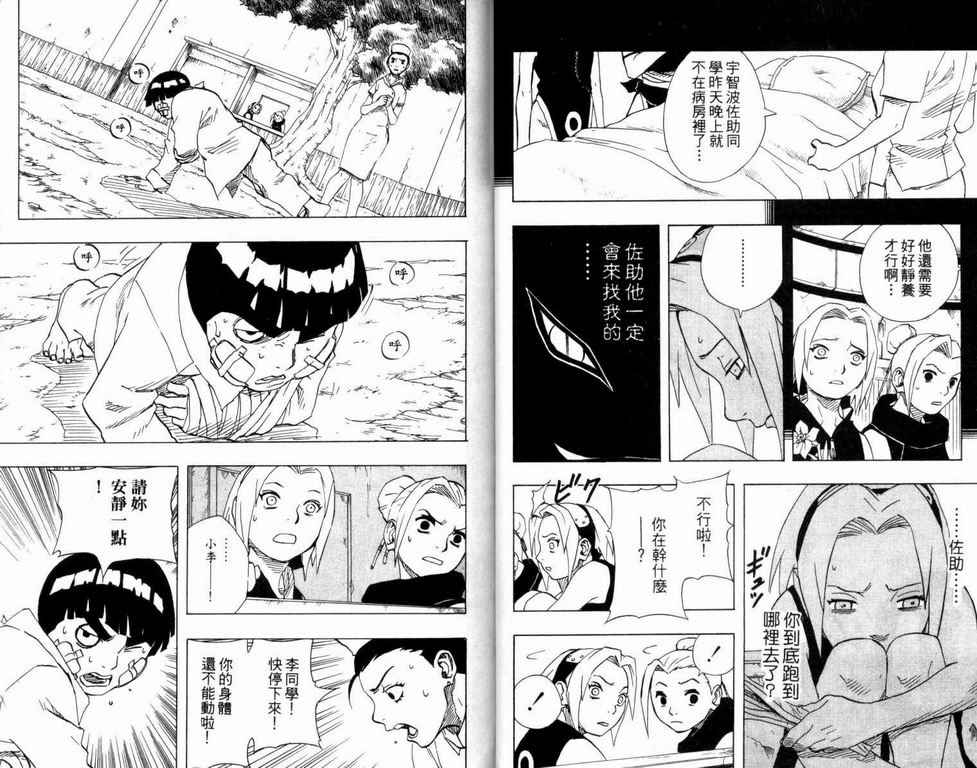 宇智波佐助同
學昨天晚上就
不在病房裡了…
他還需要
好好靜養
才行啊…
………
佐助他一定
會來找我的
……
……佐助…
ギュッ
你到底跑到
哪裡去了？
不行啦！
你在幹什麼
——？
ビク
！
！
呼
呼
呼
呼
呼
……
小李——！
請妳
安靜一點
！
李同學！
快停下來！
你的身體
還不能動啦！